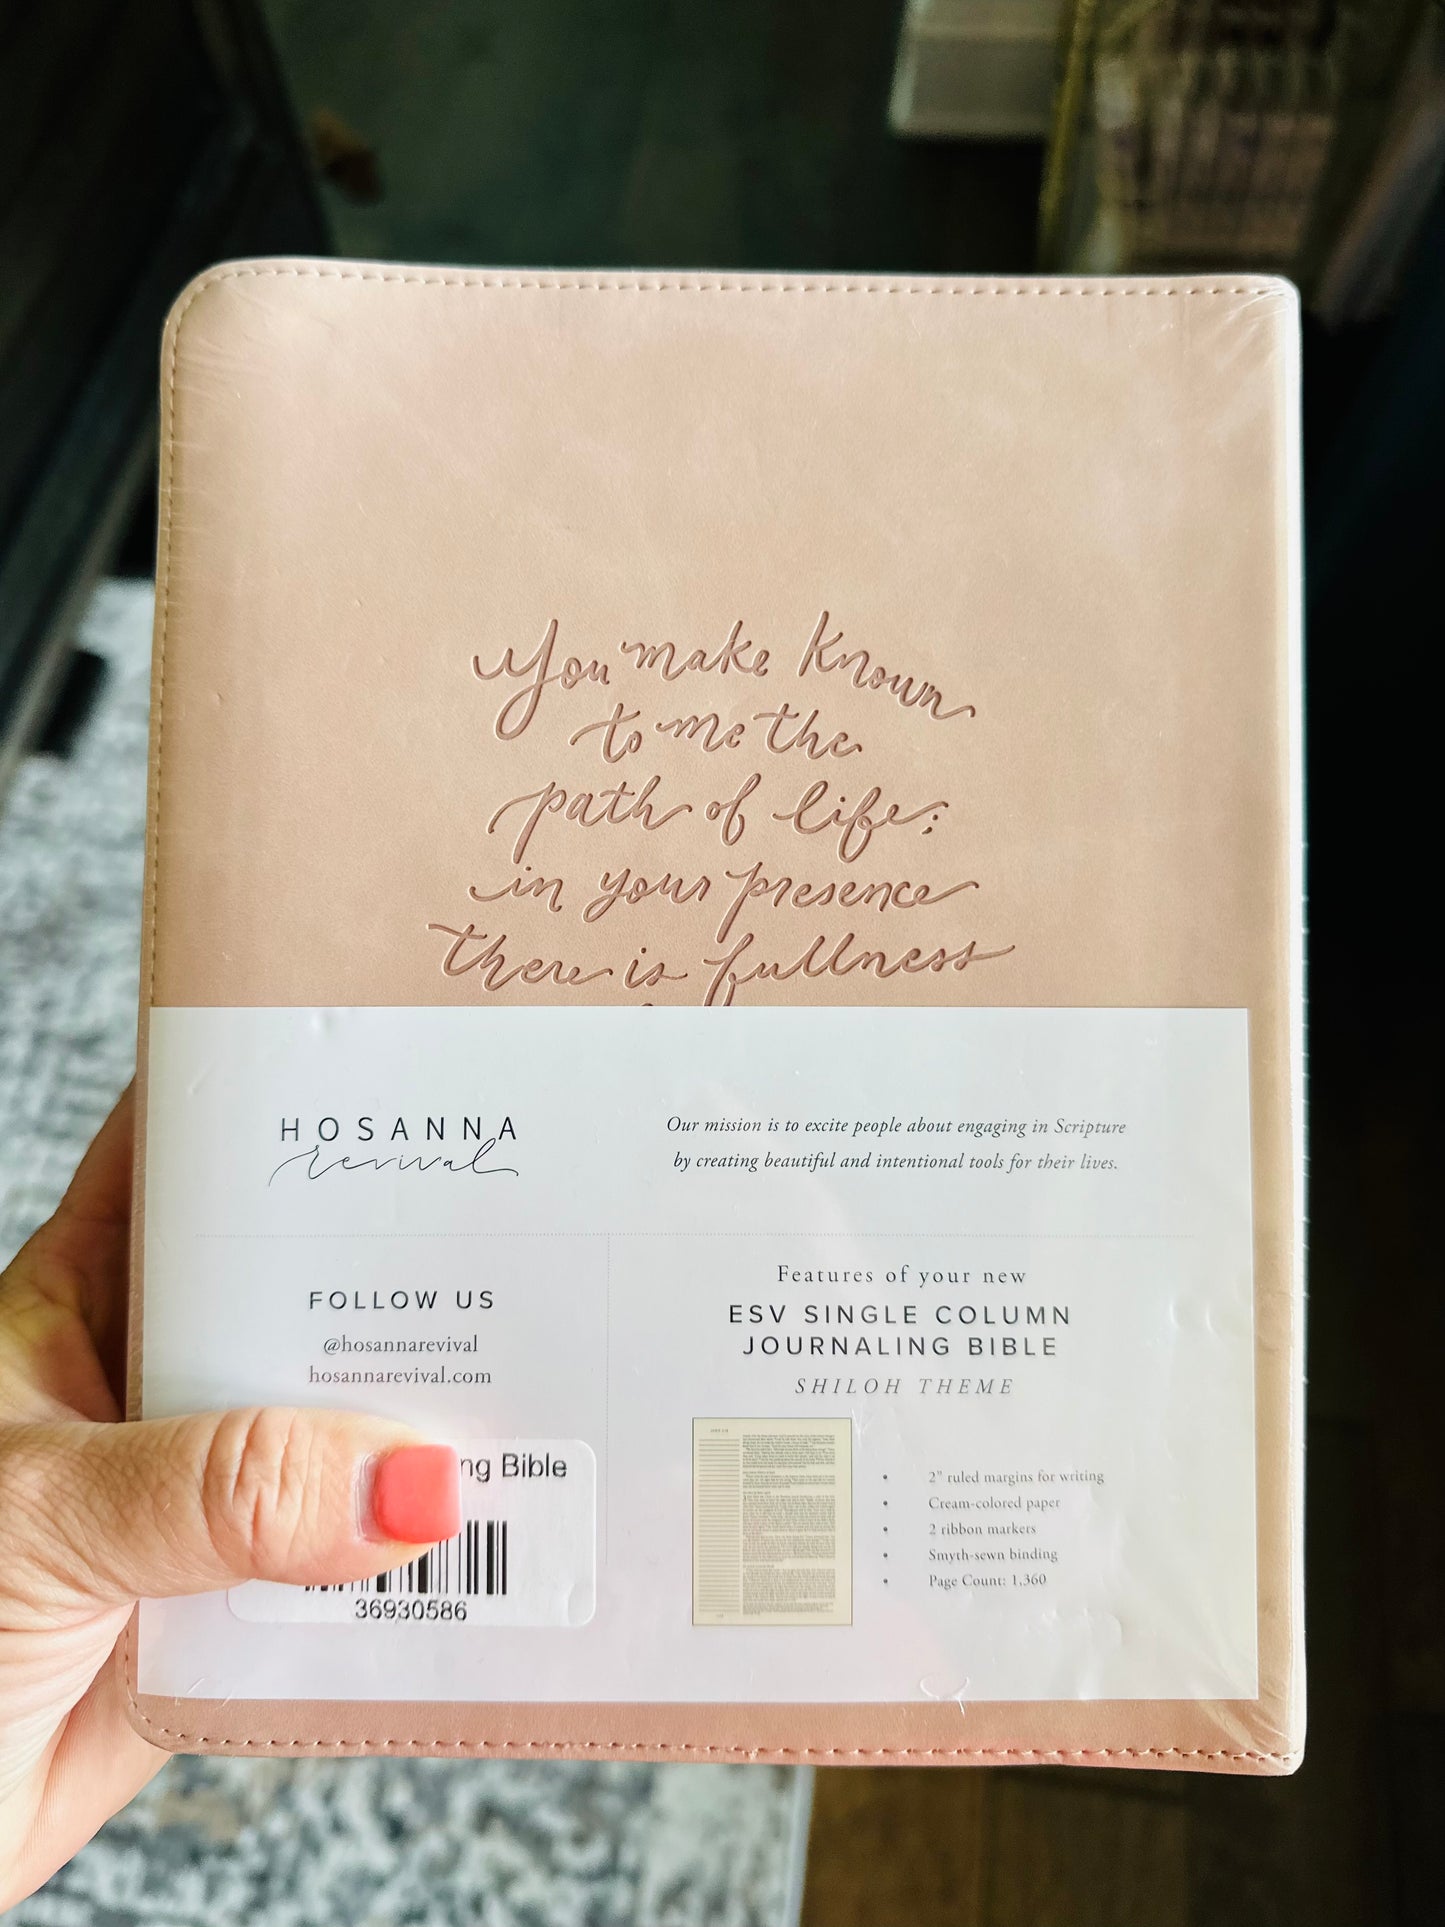 You make known
to me the
path of life;
in your presence
there is fullness
HOSANNA
revival
Our mission is to excite people about engaging in Scripture
by creating beautiful and intentional tools for their lives.
FOLLOW US
@hosannarevival
hosannarevival.com
Features of your new
ESV SINGLE COLUMN
JOURNALING BIBLE
SHILOH THEME
• 2" ruled margins for writing
• Cream-colored paper
• 2 ribbon markers
• Smyth-sewn binding
• Page Count: 1,360
ng Bible
36930586